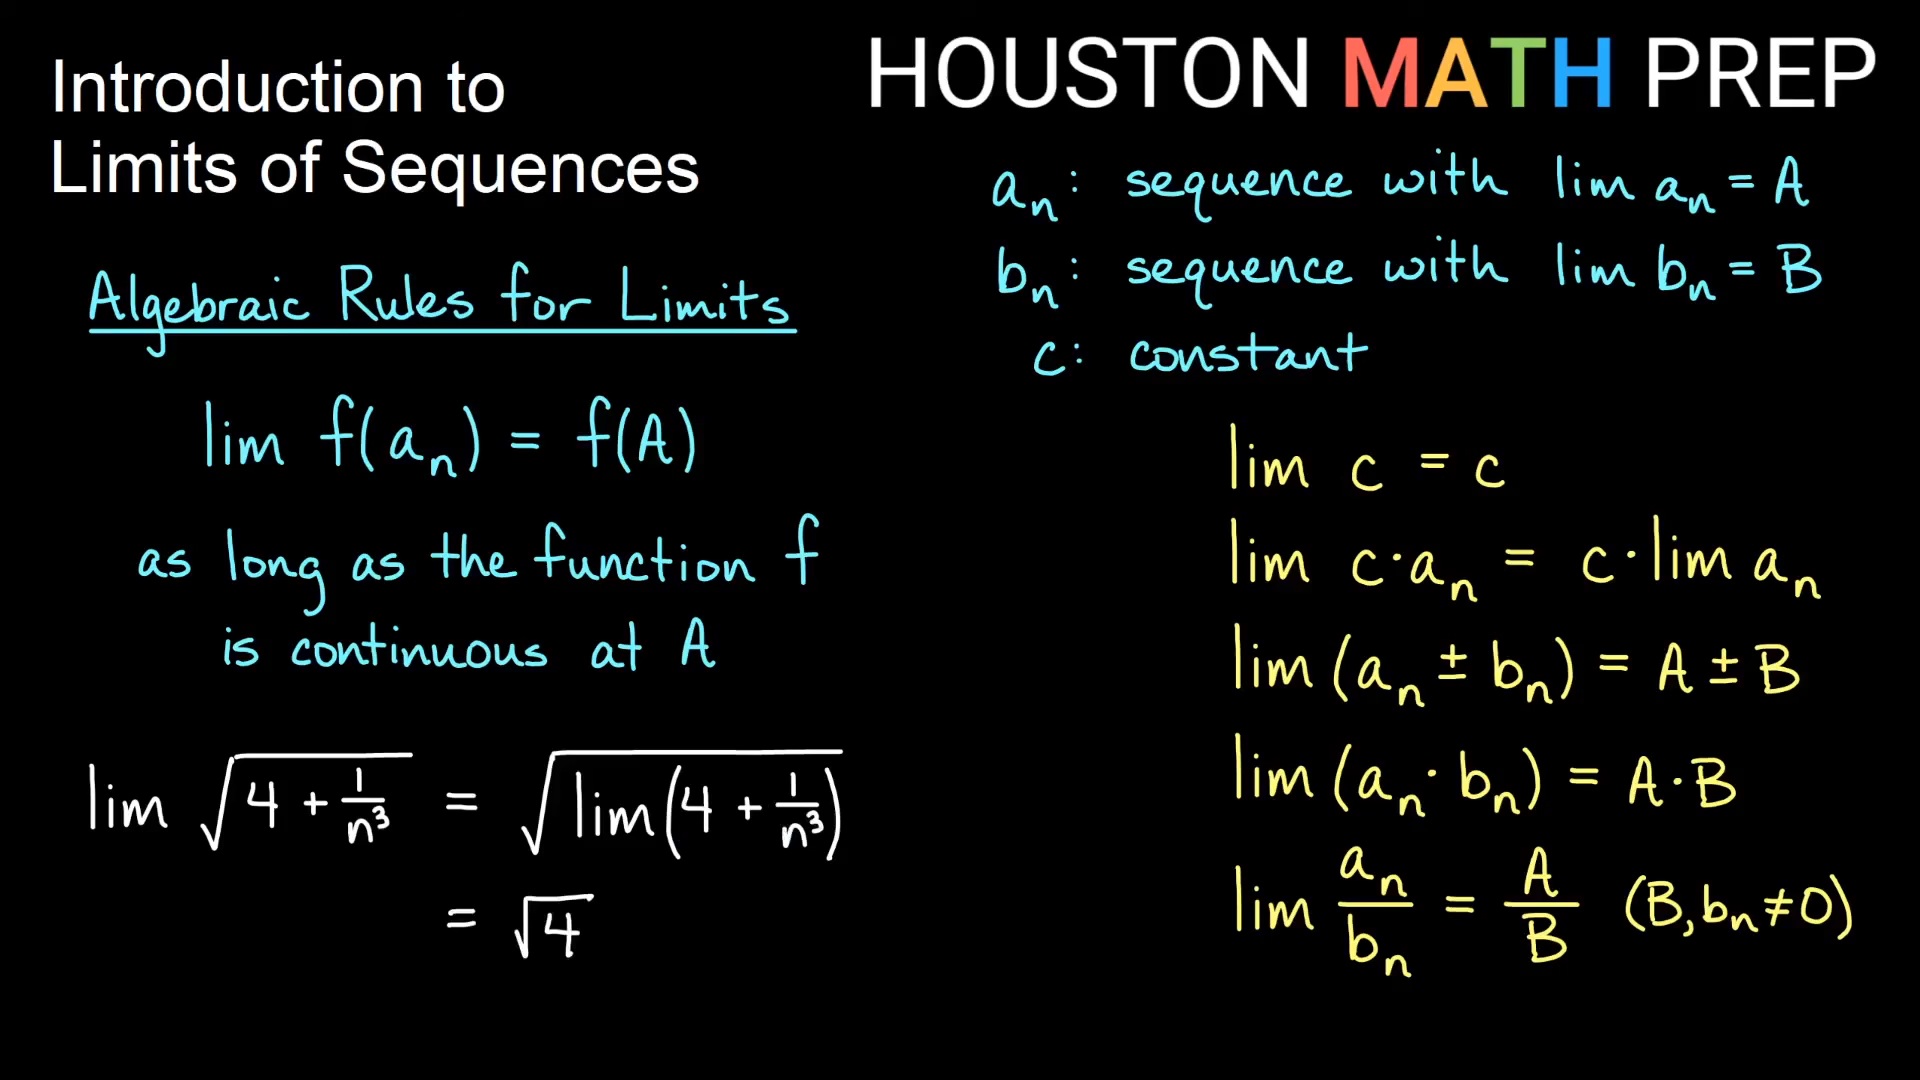 Introduction to
Limits of Sequences
HOUSTON MATH PREP
aₙ: sequence with lim aₙ = A
bₙ: sequence with lim bₙ = B
c: constant
Algebraic Rules for Limits
lim f(aₙ) = f(A)
as long as the function f
is continuous at A
lim √(4 + 1/n³) = √(lim(4 + 1/n³))
= √4
lim c = c
lim c·aₙ = c·lim aₙ
lim (aₙ ± bₙ) = A ± B
lim (aₙ·bₙ) = A·B
lim aₙ/bₙ = A/B (B, bₙ ≠ 0)